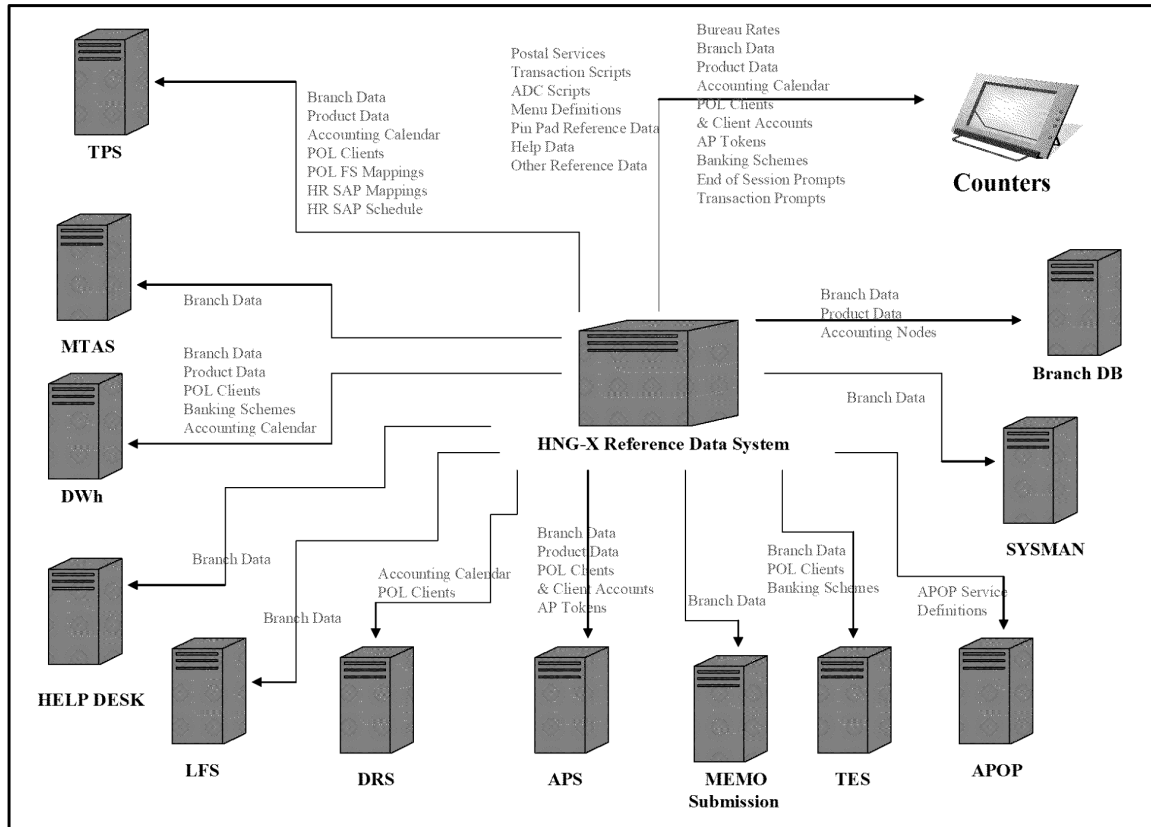 TPS
Branch Data
Product Data
Accounting Calendar
POL Clients
POL FS Mappings
HR SAP Mappings
HR SAP Schedule
Postal Services
Transaction Scripts
ADC Scripts
Menu Definitions
Pin Pad Reference Data
Help Data
Other Reference Data
Bureau Rates
Branch Data
Product Data
Accounting Calendar
POL Clients
& Client Accounts
AP Tokens
Banking Schemes
End of Session Prompts
Transaction Prompts
Counters
Branch Data
MTAS
Branch Data
Product Data
Accounting Nodes
Branch DB
Branch Data
Product Data
POL Clients
Banking Schemes
Accounting Calendar
DWh
HNG-X Reference Data System
Branch Data
SYSMAN
Branch Data
HELP DESK
Branch Data
LFS
Accounting Calendar
POL Clients
DRS
Branch Data
Product Data
POL Clients
& Client Accounts
AP Tokens
APS
Branch Data
MEMO
Submission
Branch Data
POL Clients
Banking Schemes
TES
APOP Service
Definitions
APOP